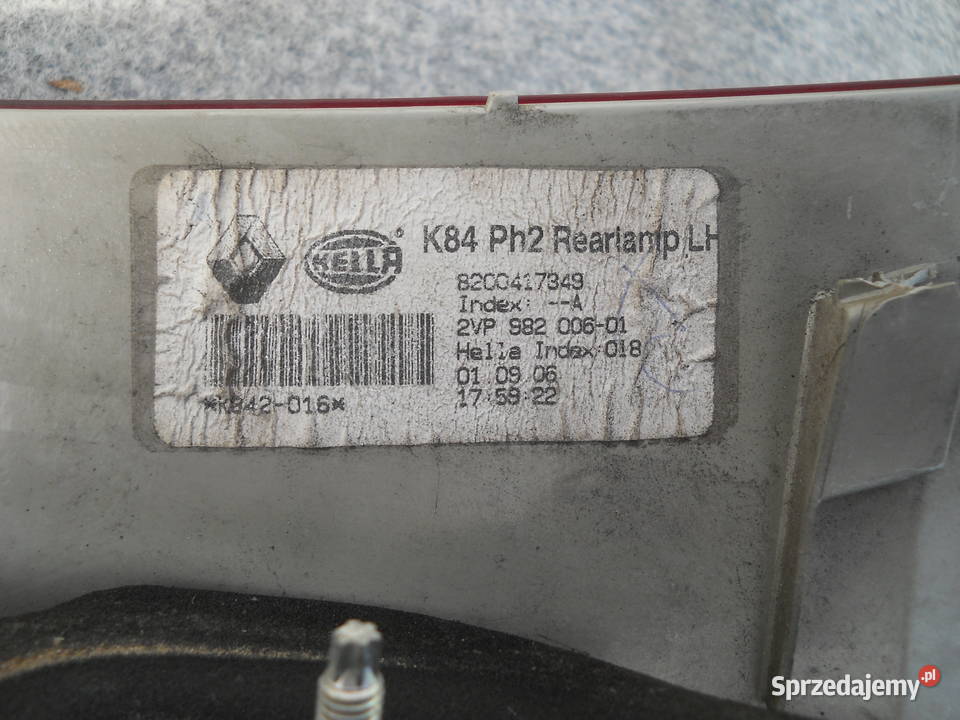 HELLA
K84 Ph2 Rearlamp LH
8200417349
Index: --A
2VP 982 006-01
Hella Index:018
01.09.06
17:59:22
*K842-016*
Sprzedajemy.pl